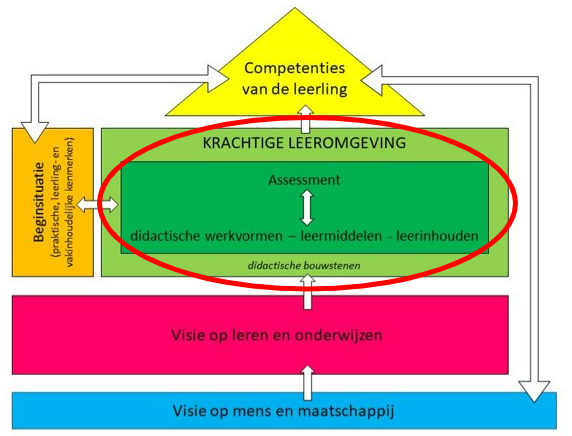 Competenties
van de leerling
KRACHTIGE LEEROMGEVING
Beginsituatie
(praktische, leerling- en
vakinhoudelijke kenmerken)
Assessment
didactische werkvormen – leermiddelen - leerinhouden
didactische bouwstenen
Visie op leren en onderwijzen
Visie op mens en maatschappij